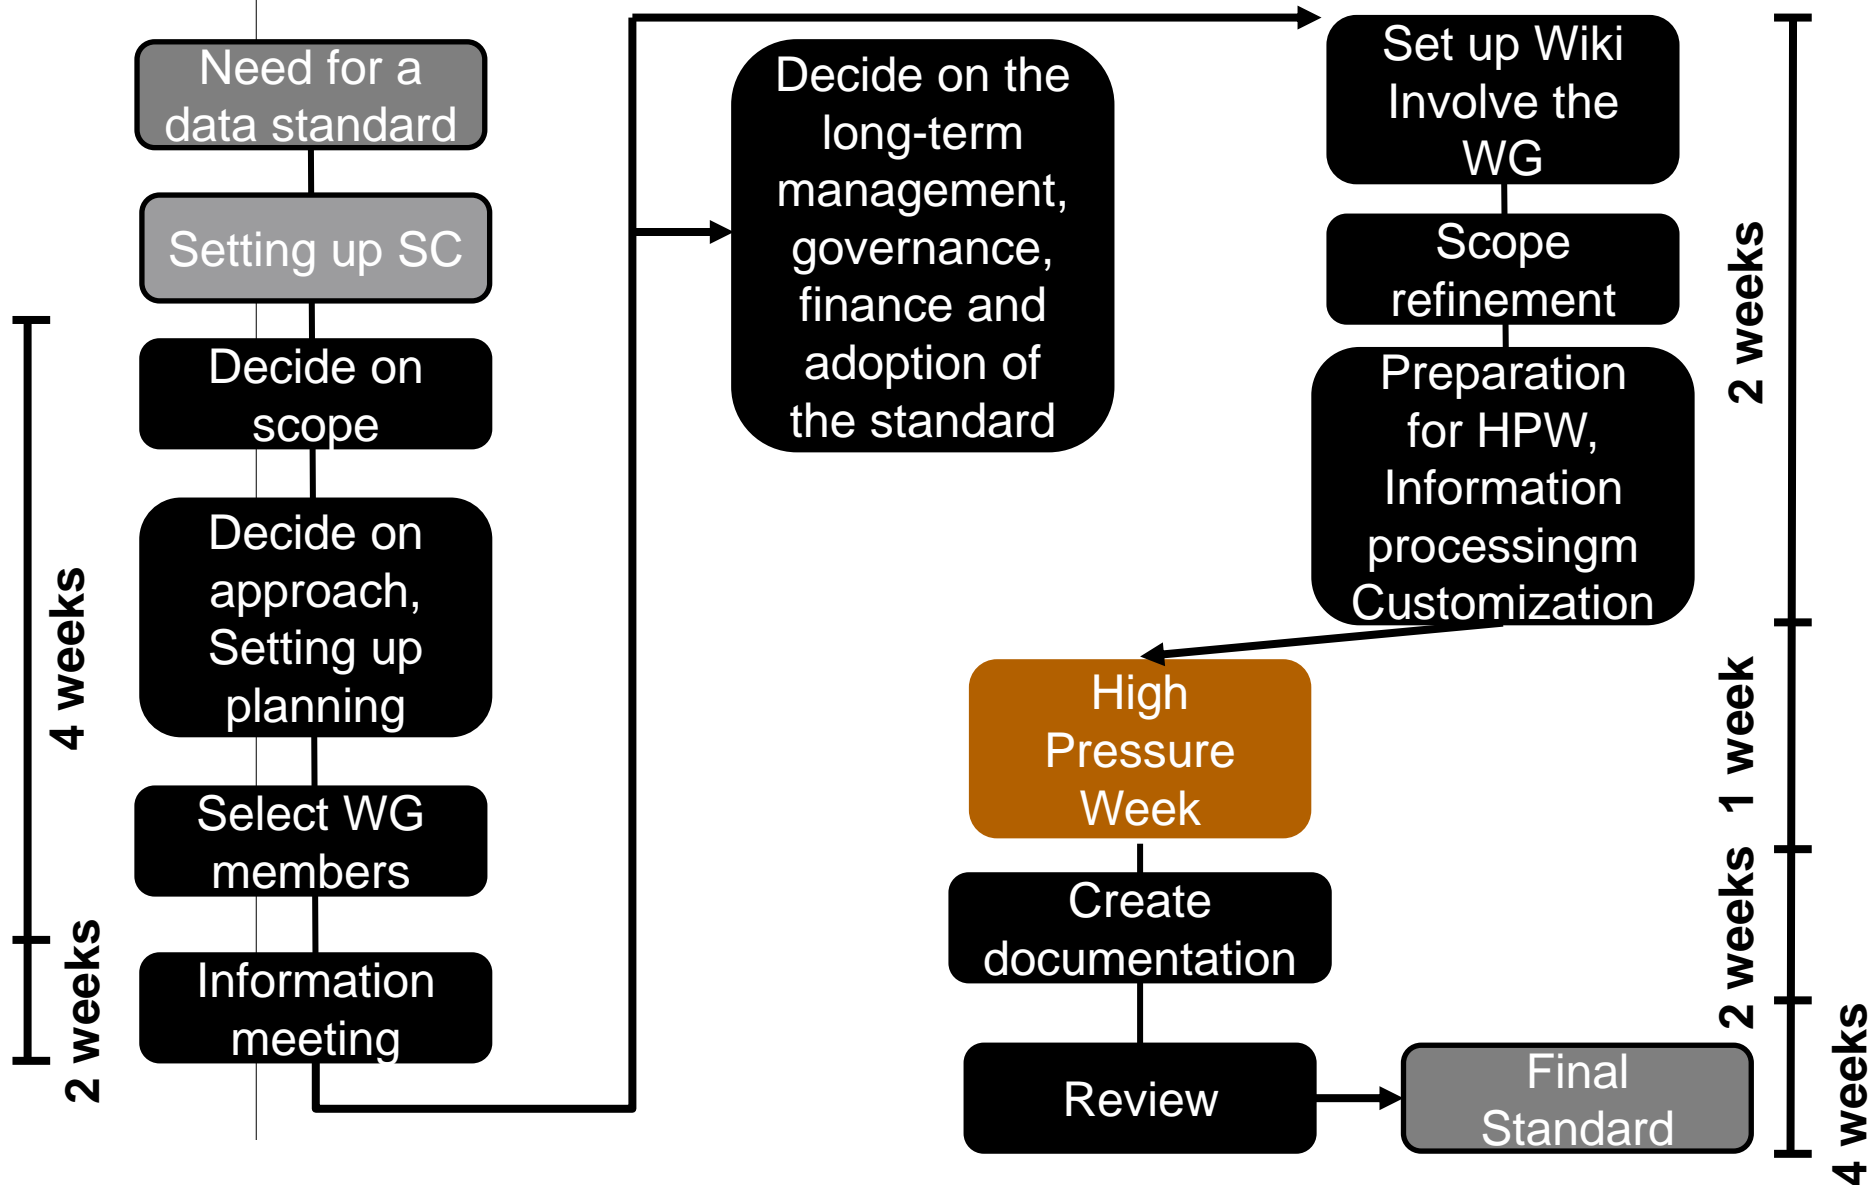 Need for a
data standard
Setting up SC
Decide on
scope
Decide on
approach,
Setting up
planning
Select WG
members
Information
meeting
4 weeks
2 weeks
Decide on the
long-term
management,
governance,
finance and
adoption of
the standard
Set up Wiki
Involve the
WG
Scope
refinement
Preparation
for HPW,
Information
processingm
Customization
High
Pressure
Week
Create
documentation
Review
Final
Standard
2 weeks
1 week
2 weeks
4 weeks